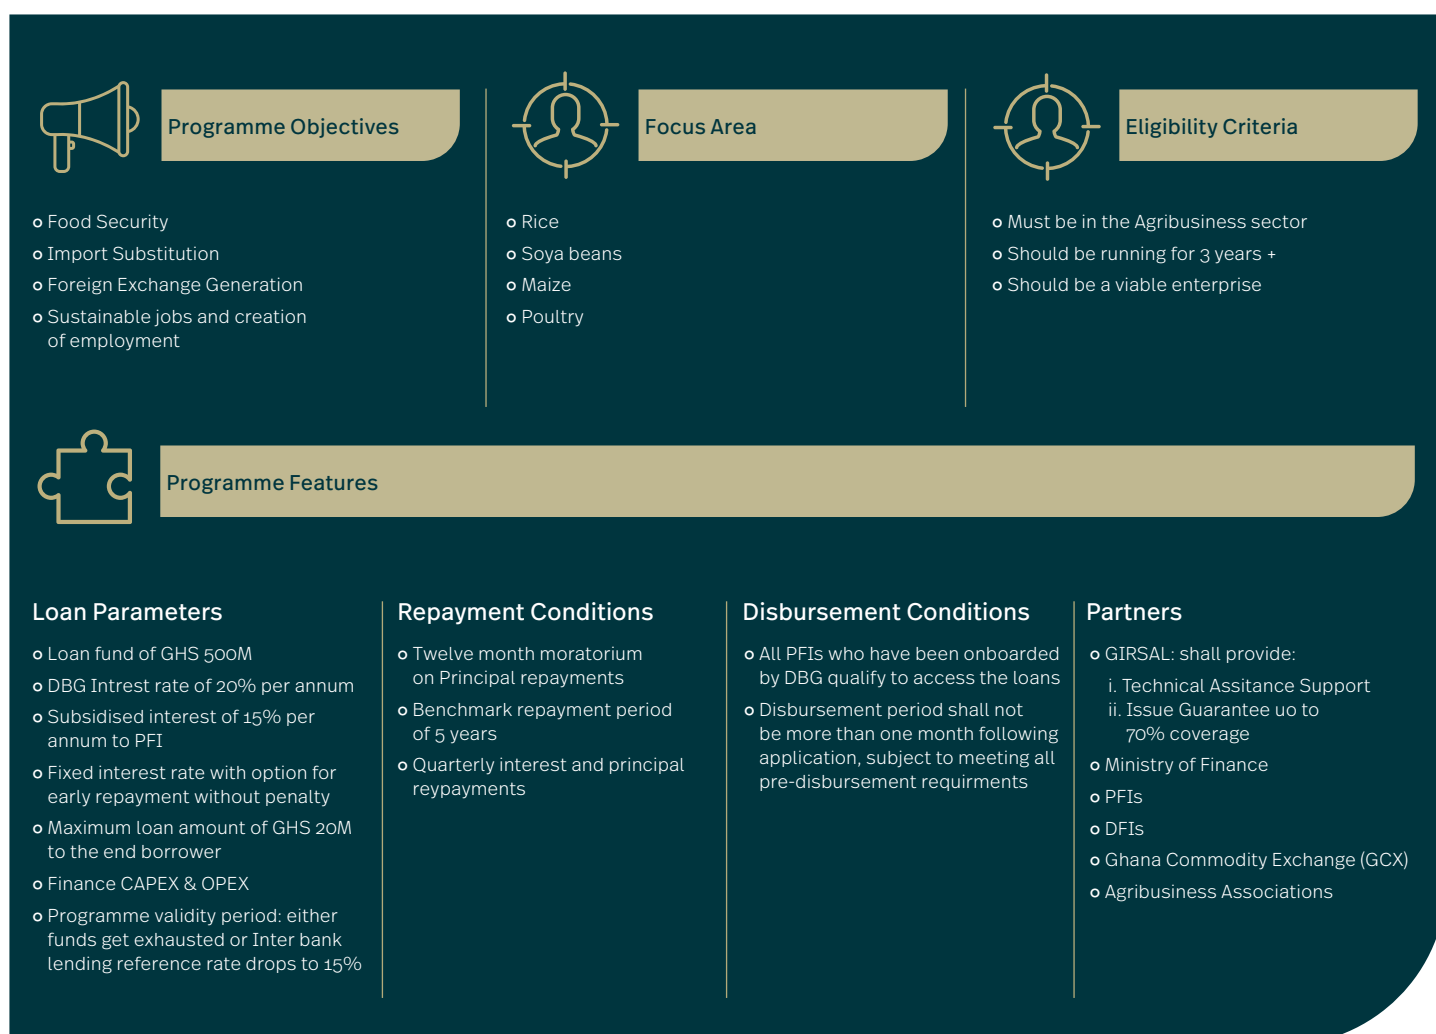 Programme Objectives
Food Security
Import Substitution
Foreign Exchange Generation
Sustainable jobs and creation
of employment
Focus Area
Rice
Soya beans
Maize
Poultry
Eligibility Criteria
Must be in the Agribusiness sector
Should be running for 3 years +
Should be a viable enterprise
Programme Features
Loan Parameters
Loan fund of GHS 500M
DBG Intrest rate of 20% per annum
Subsidised interest of 15% per
annum to PFI
Fixed interest rate with option for
early repayment without penalty
Maximum loan amount of GHS 20M
to the end borrower
Finance CAPEX & OPEX
Programme validity period: either
funds get exhausted or Inter bank
lending reference rate drops to 15%
Repayment Conditions
Twelve month moratorium
on Principal repayments
Benchmark repayment period
of 5 years
Quarterly interest and principal
reypayments
Disbursement Conditions
All PFIs who have been onboarded
by DBG qualify to access the loans
Disbursement period shall not
be more than one month following
application, subject to meeting all
pre-disbursement requirments
Partners
GIRSAL: shall provide:
i. Technical Assitance Support
ii. Issue Guarantee uo to
70% coverage
Ministry of Finance
PFIs
DFIs
Ghana Commodity Exchange (GCX)
Agribusiness Associations